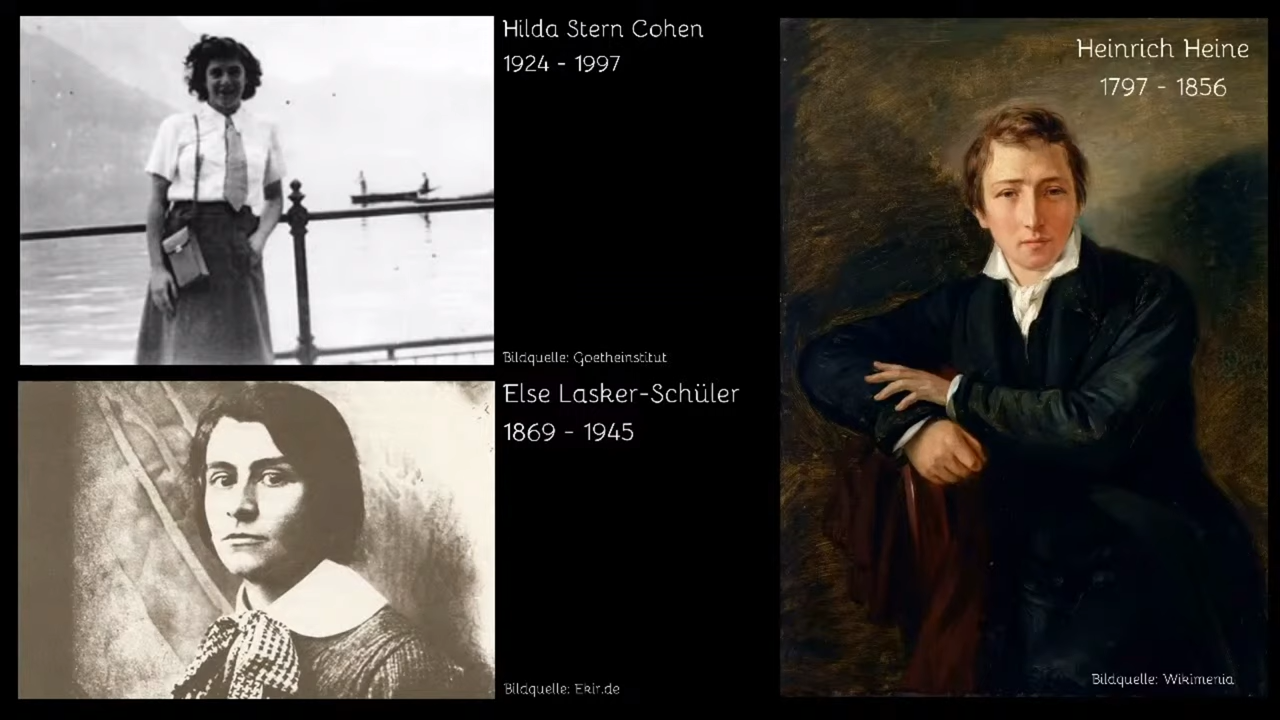 Hilda Stern Cohen
1924 - 1997
Bildquelle: Goetheinstitut
Else Lasker-Schüler
1869 - 1945
Bildquelle: Ekir.de
Heinrich Heine
1797 - 1856
Bildquelle: Wikimenia